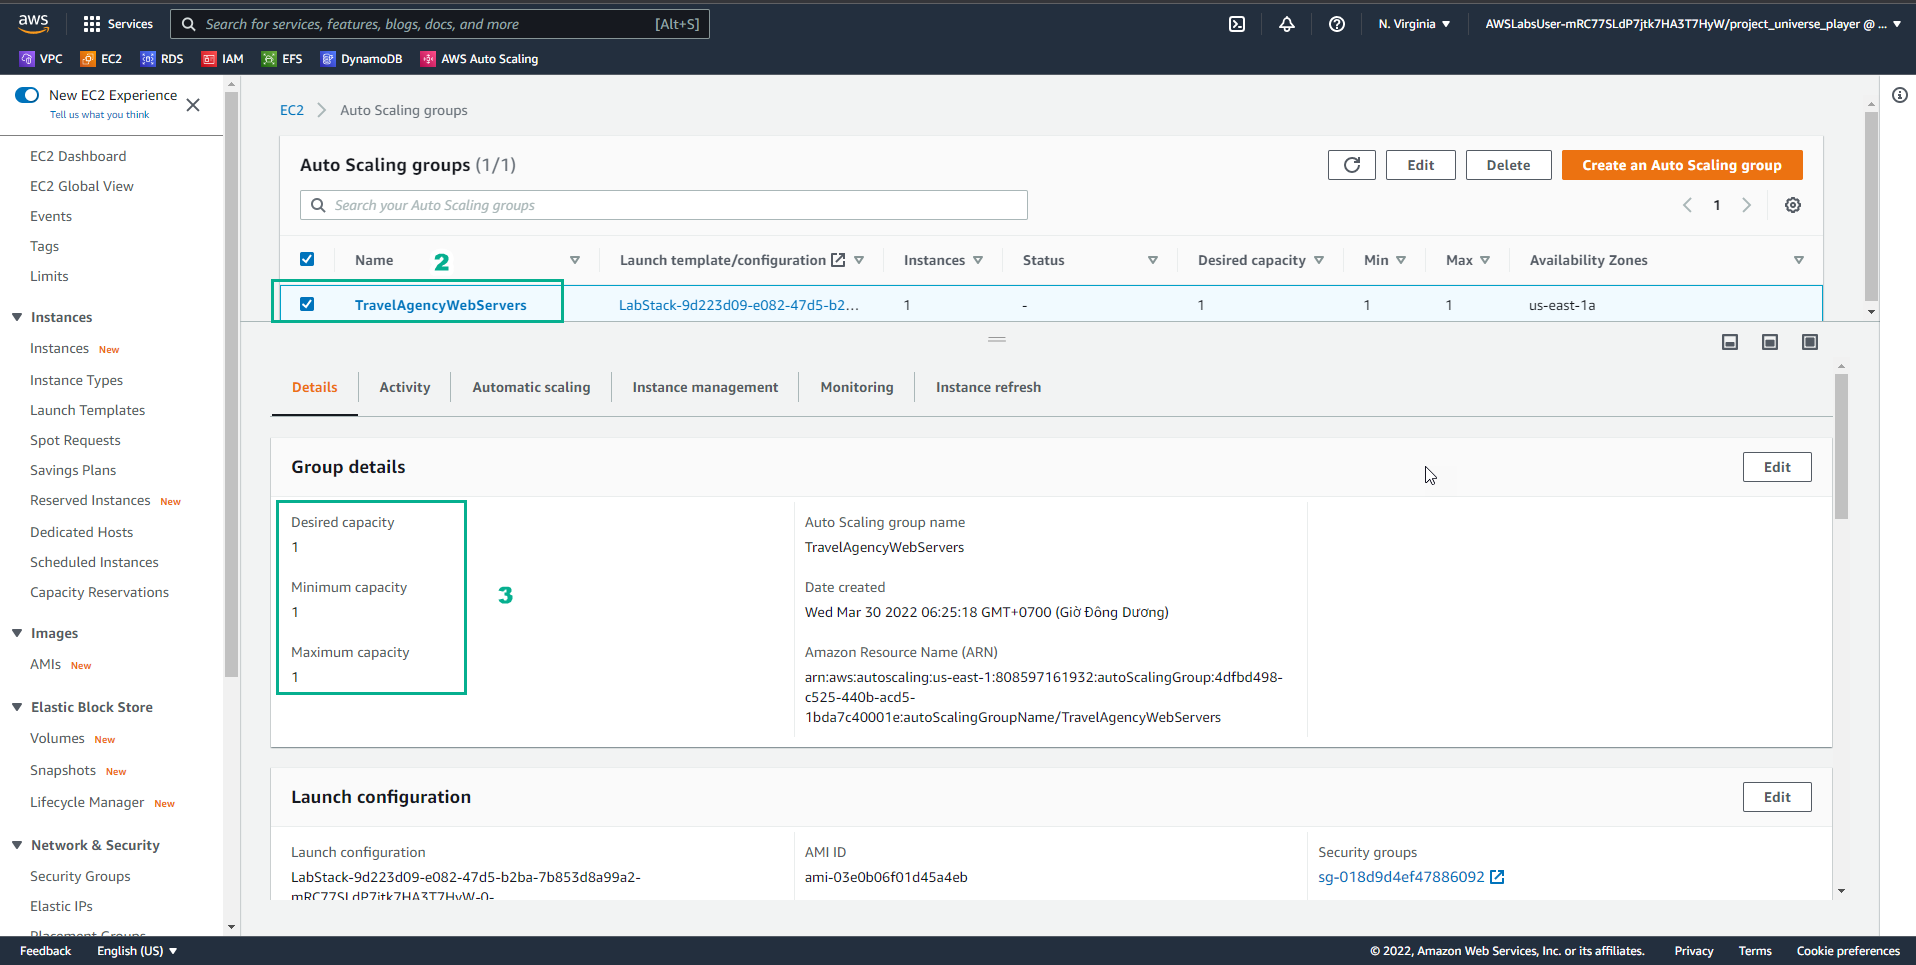 aws
Services
Search for services, features, blogs, docs, and more
[Alt+S]
N. Virginia
AWSLabsUser-mRC77SLdP7jtk7HA3T7HyW/project_universe_player @ ...
VPC
EC2
RDS
IAM
EFS
DynamoDB
AWS Auto Scaling
New EC2 Experience
Tell us what you think
EC2 Dashboard
EC2 Global View
Events
Tags
Limits
Instances
Instances New
Instance Types
Launch Templates
Spot Requests
Savings Plans
Reserved Instances New
Dedicated Hosts
Scheduled Instances
Capacity Reservations
Images
AMIs New
Elastic Block Store
Volumes New
Snapshots New
Lifecycle Manager New
Network & Security
Security Groups
Elastic IPs
Placement Groups
EC2 > Auto Scaling groups
Auto Scaling groups (1/1)
Edit
Delete
Create an Auto Scaling group
Search your Auto Scaling groups
1
Name
2
Launch template/configuration
Instances
Status
Desired capacity
Min
Max
Availability Zones
TravelAgencyWebServers
LabStack-9d223d09-e082-47d5-b2...
1
-
1
1
1
us-east-1a
Details
Activity
Automatic scaling
Instance management
Monitoring
Instance refresh
Group details
Edit
Desired capacity
1
Minimum capacity
1
Maximum capacity
1
3
Auto Scaling group name
TravelAgencyWebServers
Date created
Wed Mar 30 2022 06:25:18 GMT+0700 (Giờ Đông Dương)
Amazon Resource Name (ARN)
arn:aws:autoscaling:us-east-1:808597161932:autoScalingGroup:4dfbd498-
c525-440b-acd5-
1bda7c40001e:autoScalingGroupName/TravelAgencyWebServers
Launch configuration
Edit
Launch configuration
LabStack-9d223d09-e082-47d5-b2ba-7b853d8a99a2-
mRC77SLdP7jtk7HA3T7HyW-0-
AMI ID
ami-03e0b06f01d45a4eb
Security groups
sg-018d9d4ef47886092
Feedback
English (US)
© 2022, Amazon Web Services, Inc. or its affiliates.
Privacy
Terms
Cookie preferences